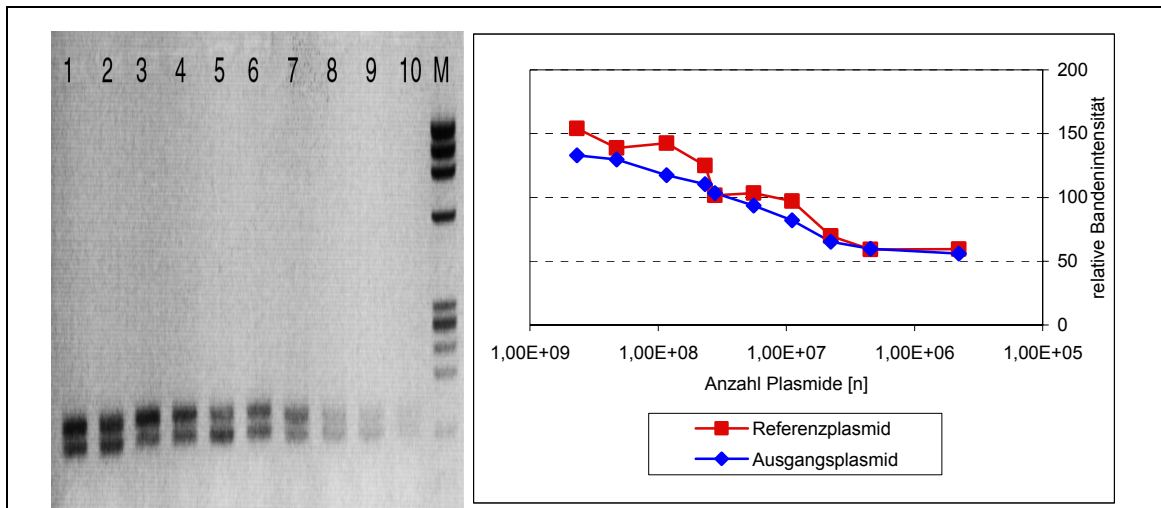 1 2 3 4 5 6 7 8 9 10 M
200
150
100
50
0
relative Bandenintensität
1,00E+09 1,00E+08 1,00E+07 1,00E+06 1,00E+05
Anzahl Plasmide [n]
Referenzplasmid
Ausgangsplasmid